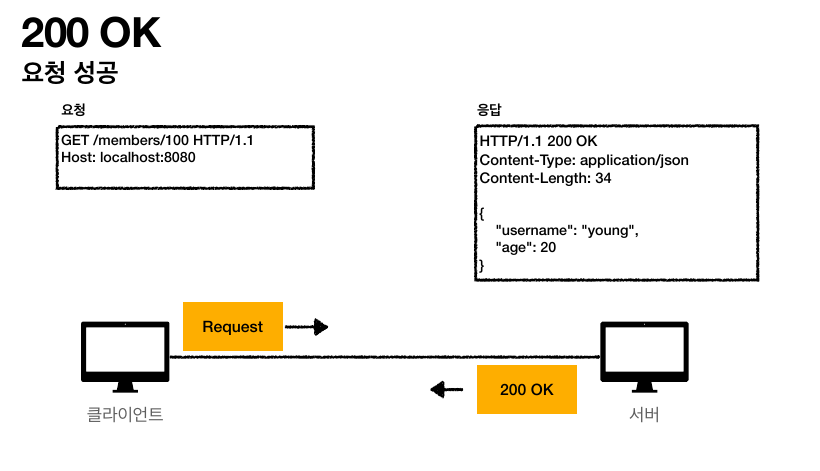 200 OK
요청 성공
요청
GET /members/100 HTTP/1.1
Host: localhost:8080
응답
HTTP/1.1 200 OK
Content-Type: application/json
Content-Length: 34
{
"username": "young",
"age": 20
}
Request
200 OK
클라이언트
서버